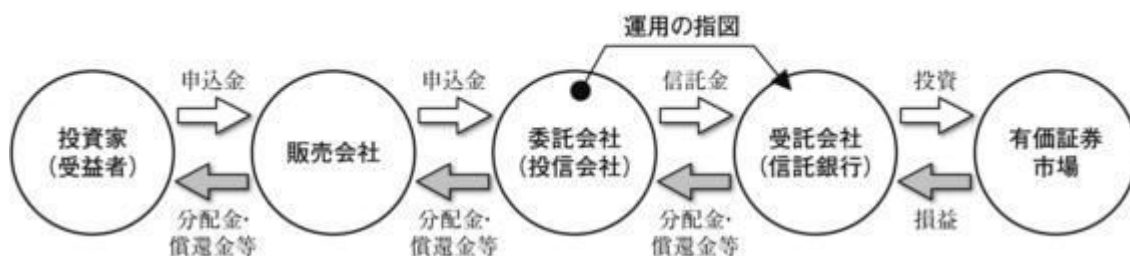 運用の指図
申込金
申込金
信託金
投資
投資家
（受益者）
販売会社
委託会社
（投信会社）
受託会社
（信託銀行）
有価証券
市場
分配金・
償還金等
分配金・
償還金等
分配金・
償還金等
損益